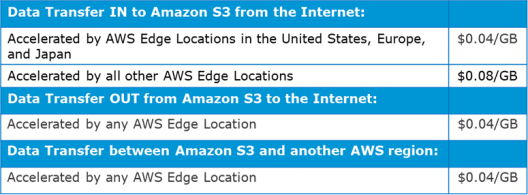 Data Transfer IN to Amazon S3 from the Internet:
Accelerated by AWS Edge Locations in the United States, Europe,
and Japan
$0.04/GB
Accelerated by all other AWS Edge Locations
$0.08/GB
Data Transfer OUT from Amazon S3 to the Internet:
Accelerated by any AWS Edge Location
$0.04/GB
Data Transfer between Amazon S3 and another AWS region:
Accelerated by any AWS Edge Location
$0.04/GB